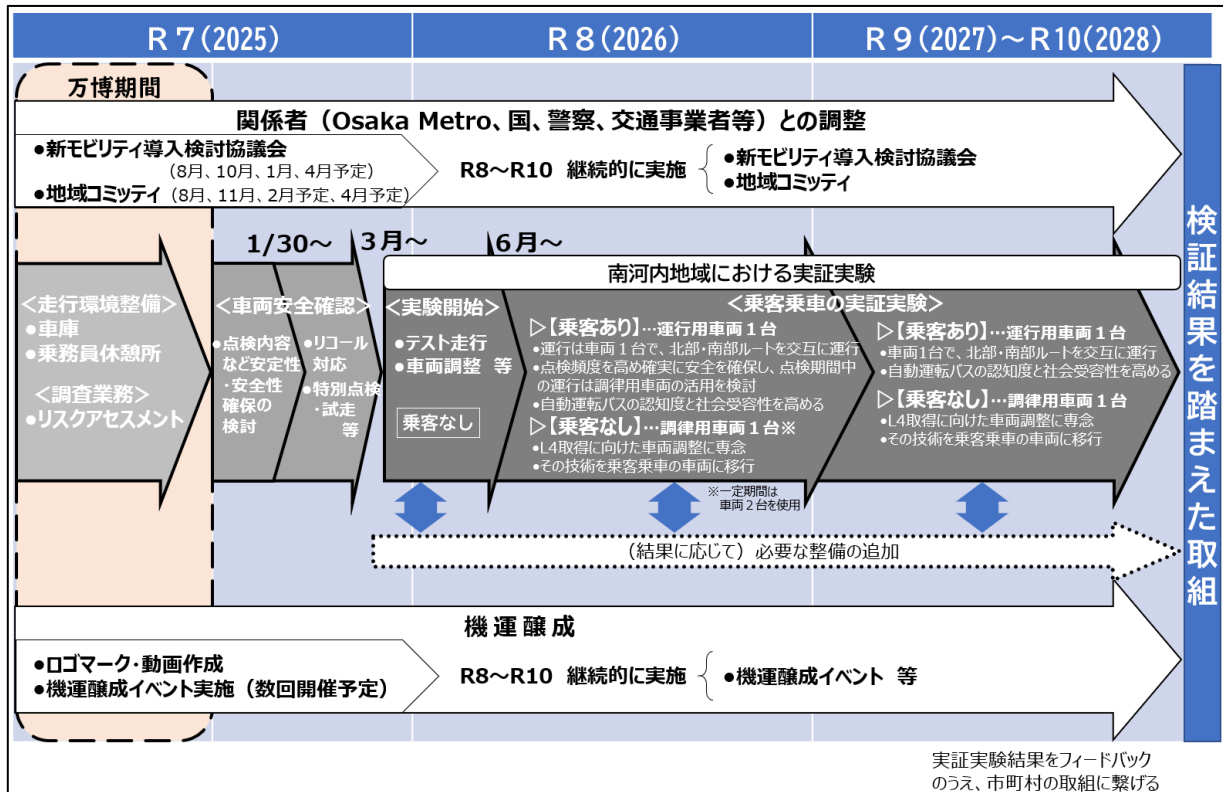 R7(2025)
R8(2026)
R9(2027)~R10(2028)
万博期間
関係者（Osaka Metro、国、警察、交通事業者等）との調整
●新モビリティ導入検討協議会
（8月、10月、1月、4月予定）
●地域コミッティ（8月、11月、2月予定、4月予定）
R8～R10 継続的に実施
●新モビリティ導入検討協議会
●地域コミッティ
1/30～
3月～
6月～
南河内地域における実証実験
＜走行環境整備＞
●車庫
●乗務員休憩所
＜調査業務＞
●リスクアセスメント
＜車両安全確認＞
●点検内容
など安定性
・安全性
確保の
検討
●リコール
対応
●特別点検
・試走
等
＜実験開始＞
●テスト走行
●車両調整 等
乗客なし
＜乗客乗車の実証実験＞
▷【乗客あり】…運行用車両１台
●運行は車両１台で、北部・南部ルートを交互に運行
●点検頻度を高め確実に安全を確保し、点検期間中
の運行は調律用車両の活用を検討
●自動運転バスの認知度と社会受容性を高める
▷【乗客なし】…調律用車両１台※
●L4取得に向けた車両調整に専念
●その技術を乗客乗車の車両に移行
※一定期間は
車両２台を使用
▷【乗客あり】…運行用車両１台
●車両1台で、北部・南部ルートを交互に運行
●自動運転バスの認知度と社会受容性を高める
▷【乗客なし】…調律用車両１台
●L4取得に向けた車両調整に専念
●その技術を乗客乗車の車両に移行
（結果に応じて）必要な整備の追加
機運醸成
●ロゴマーク・動画作成
●機運醸成イベント実施（数回開催予定）
R8～R10 継続的に実施
●機運醸成イベント 等
検証結果を踏まえた取組
実証実験結果をフィードバック
のうえ、市町村の取組に繋げる